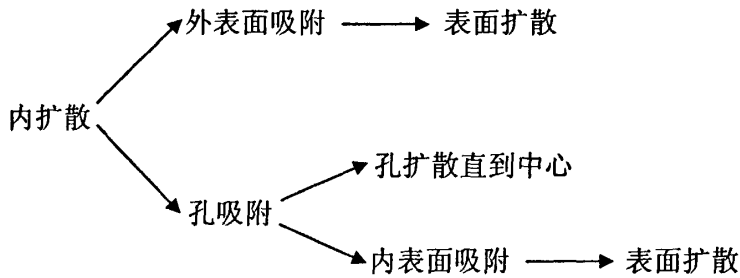 外表面吸附 表面扩散
内扩散
孔扩散直到中心
孔吸附
内表面吸附 表面扩散